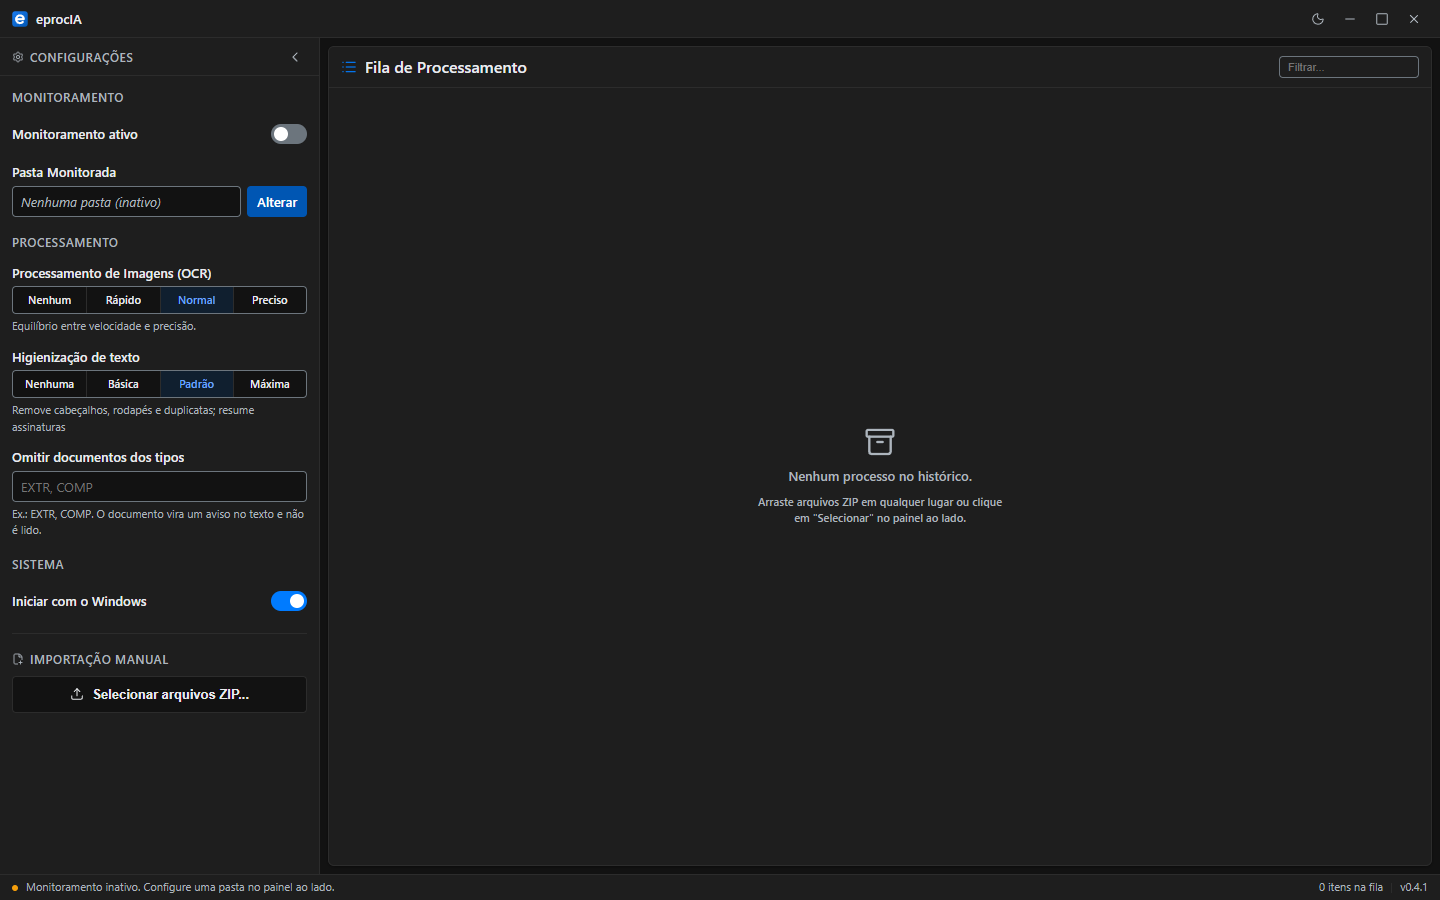 eprocIA
CONFIGURAÇÕES
MONITORAMENTO
Monitoramento ativo
Pasta Monitorada
Nenhuma pasta (inativo)
Alterar
PROCESSAMENTO
Processamento de Imagens (OCR)
Nenhum Rápido Normal Preciso
Equilíbrio entre velocidade e precisão.
Higienização de texto
Nenhuma Básica Padrão Máxima
Remove cabeçalhos, rodapés e duplicatas; resume
assinaturas
Omitir documentos dos tipos
EXTR, COMP
Ex.: EXTR, COMP. O documento vira um aviso no texto e não
é lido.
SISTEMA
Iniciar com o Windows
IMPORTAÇÃO MANUAL
Selecionar arquivos ZIP...
Fila de Processamento
Filtrar...
Nenhum processo no histórico.
Arraste arquivos ZIP em qualquer lugar ou clique
em "Selecionar" no painel ao lado.
Monitoramento inativo. Configure uma pasta no painel ao lado.
0 itens na fila
v0.4.1